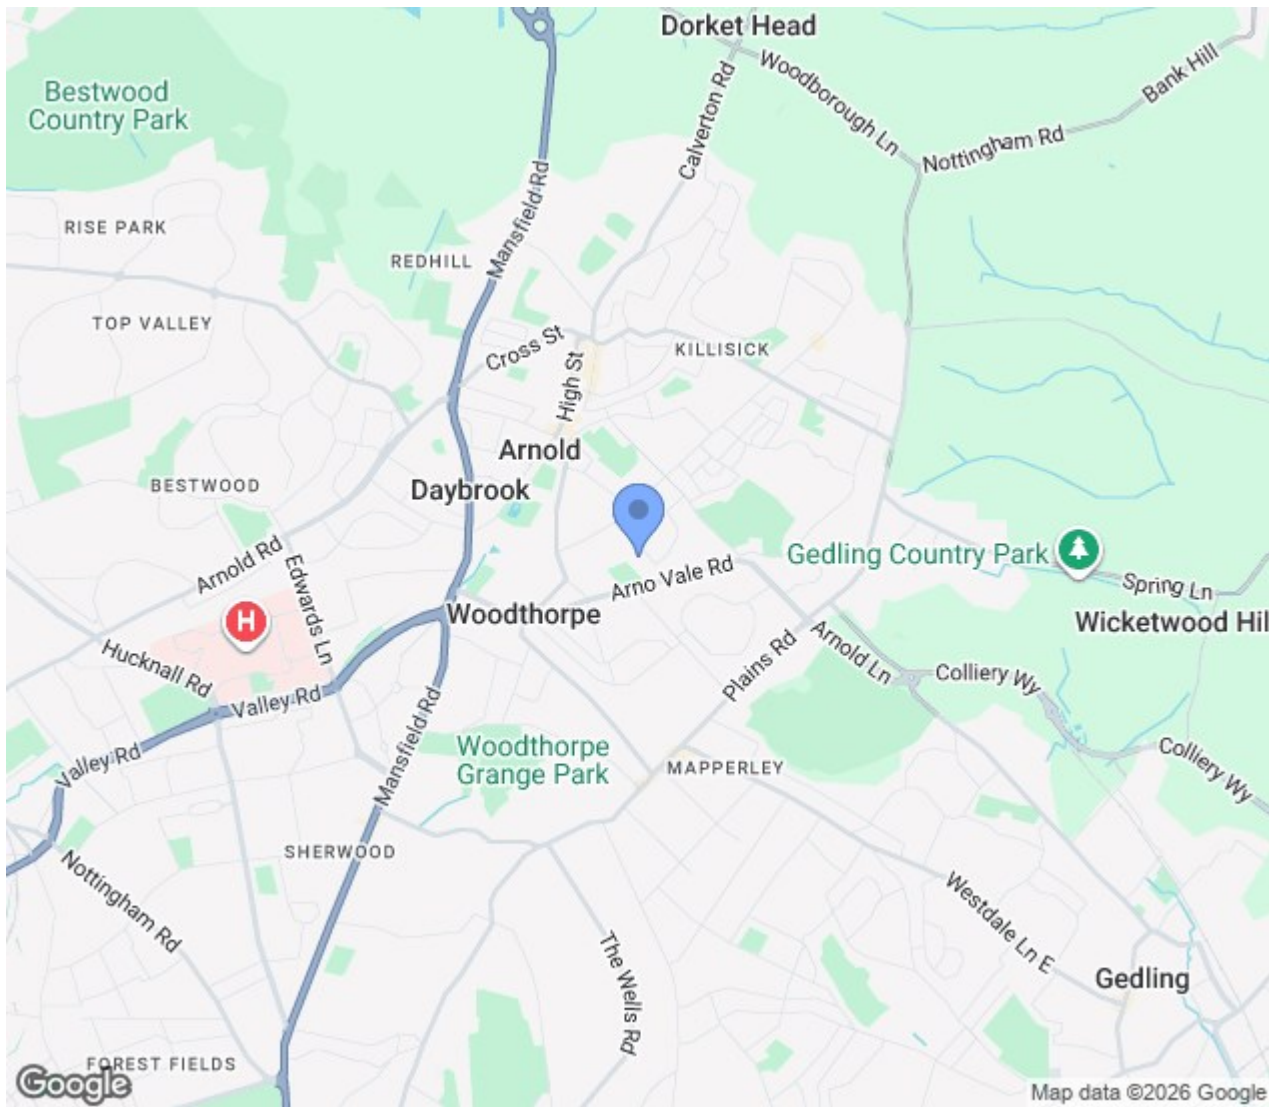 Dorket Head
Bestwood
Country Park
Woodborough Ln
Bank Hill
Calverton Rd
Nottingham Rd
Mansfield Rd
RISE PARK
REDHILL
TOP VALLEY
Cross St
KILLISICK
High St
Arnold
Daybrook
BESTWOOD
Arnold Rd
Edwards Ln
Gedling Country Park
Arno Vale Rd
Spring Ln
H
Woodthorpe
Wicketwood Hil
Hucknall Rd
Arnold Ln
Plains Rd
Colliery Wy
Valley Rd
Mansfield Rd
Woodthorpe
Grange Park
Valley Rd
MAPPERLEY
Colliery Wy
SHERWOOD
Nottingham Rd
Westdale Ln E
The Wells Rd
Gedling
FOREST FIELDS
Google
Map data ©2026 Google